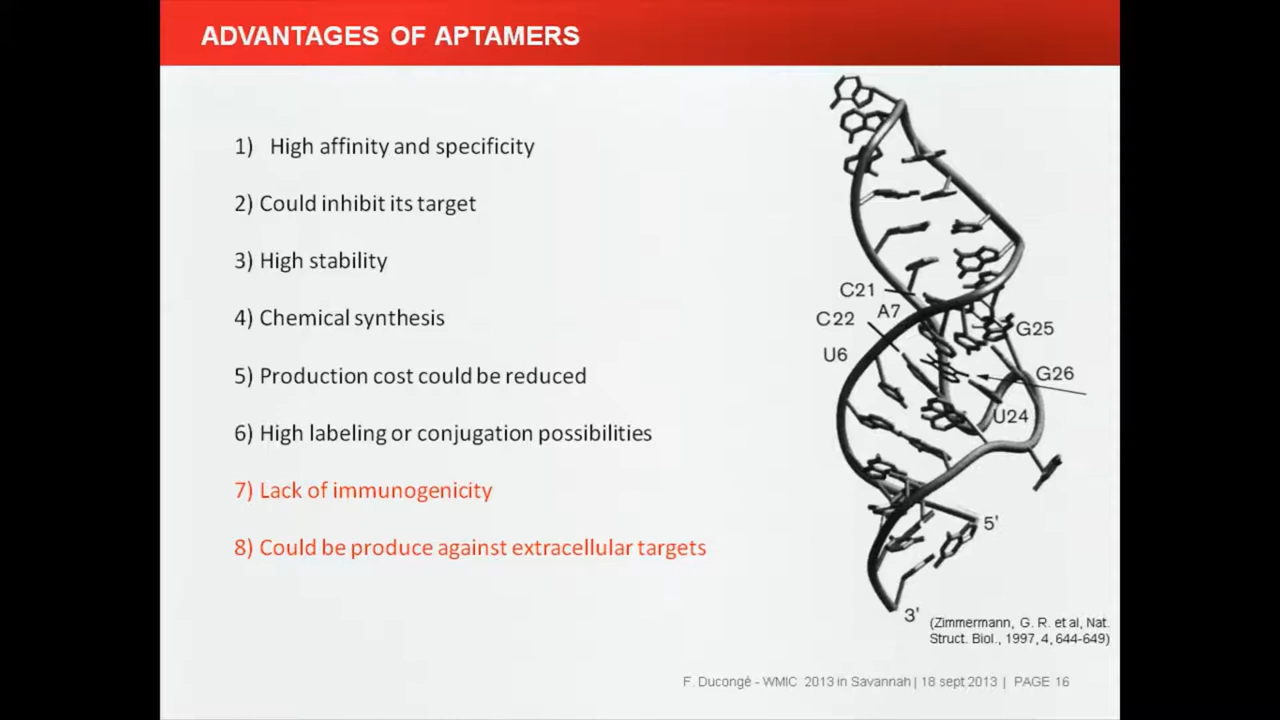 ADVANTAGES OF APTAMERS
1) High affinity and specificity
2) Could inhibit its target
3) High stability
4) Chemical synthesis
5) Production cost could be reduced
6) High labeling or conjugation possibilities
7) Lack of immunogenicity
8) Could be produce against extracellular targets
C21
A7
C22
G25
U6
G26
U24
5'
3'
(Zimmermann, G. R. et al, Nat.
Struct. Biol., 1997, 4, 644-649)
F. Ducongé - WMIC 2013 in Savannah | 18 sept 2013 | PAGE 16